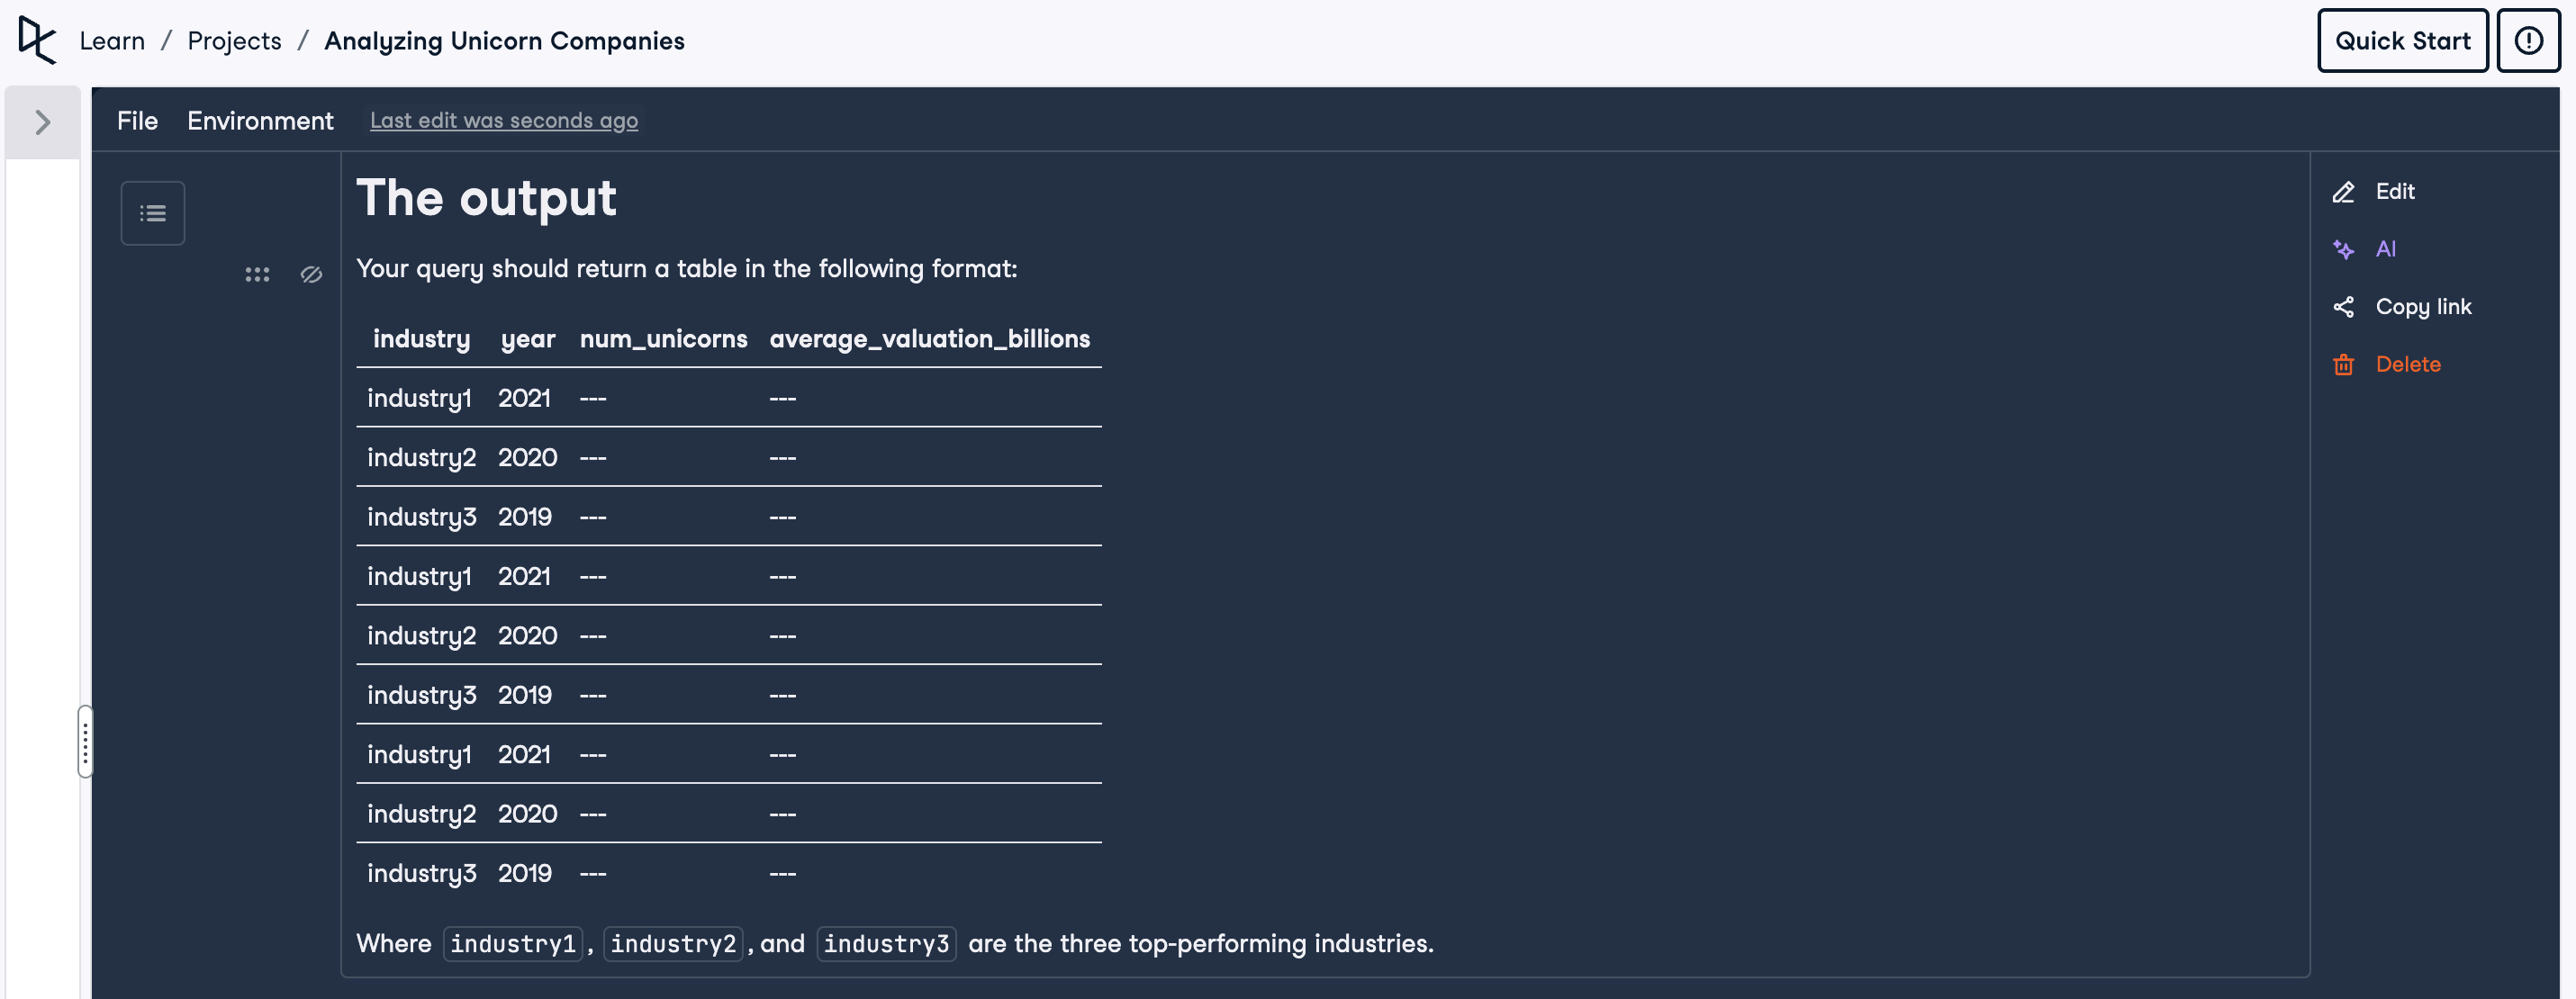 Learn / Projects / Analyzing Unicorn Companies
Quick Start
File Environment Last edit was seconds ago
The output
Your query should return a table in the following format:
industry year num_unicorns average_valuation_billions
industry1 2021 --- ---
industry2 2020 --- ---
industry3 2019 --- ---
industry1 2021 --- ---
industry2 2020 --- ---
industry3 2019 --- ---
industry1 2021 --- ---
industry2 2020 --- ---
industry3 2019 --- ---
Where industry1, industry2, and industry3 are the three top-performing industries.
Edit
AI
Copy link
Delete